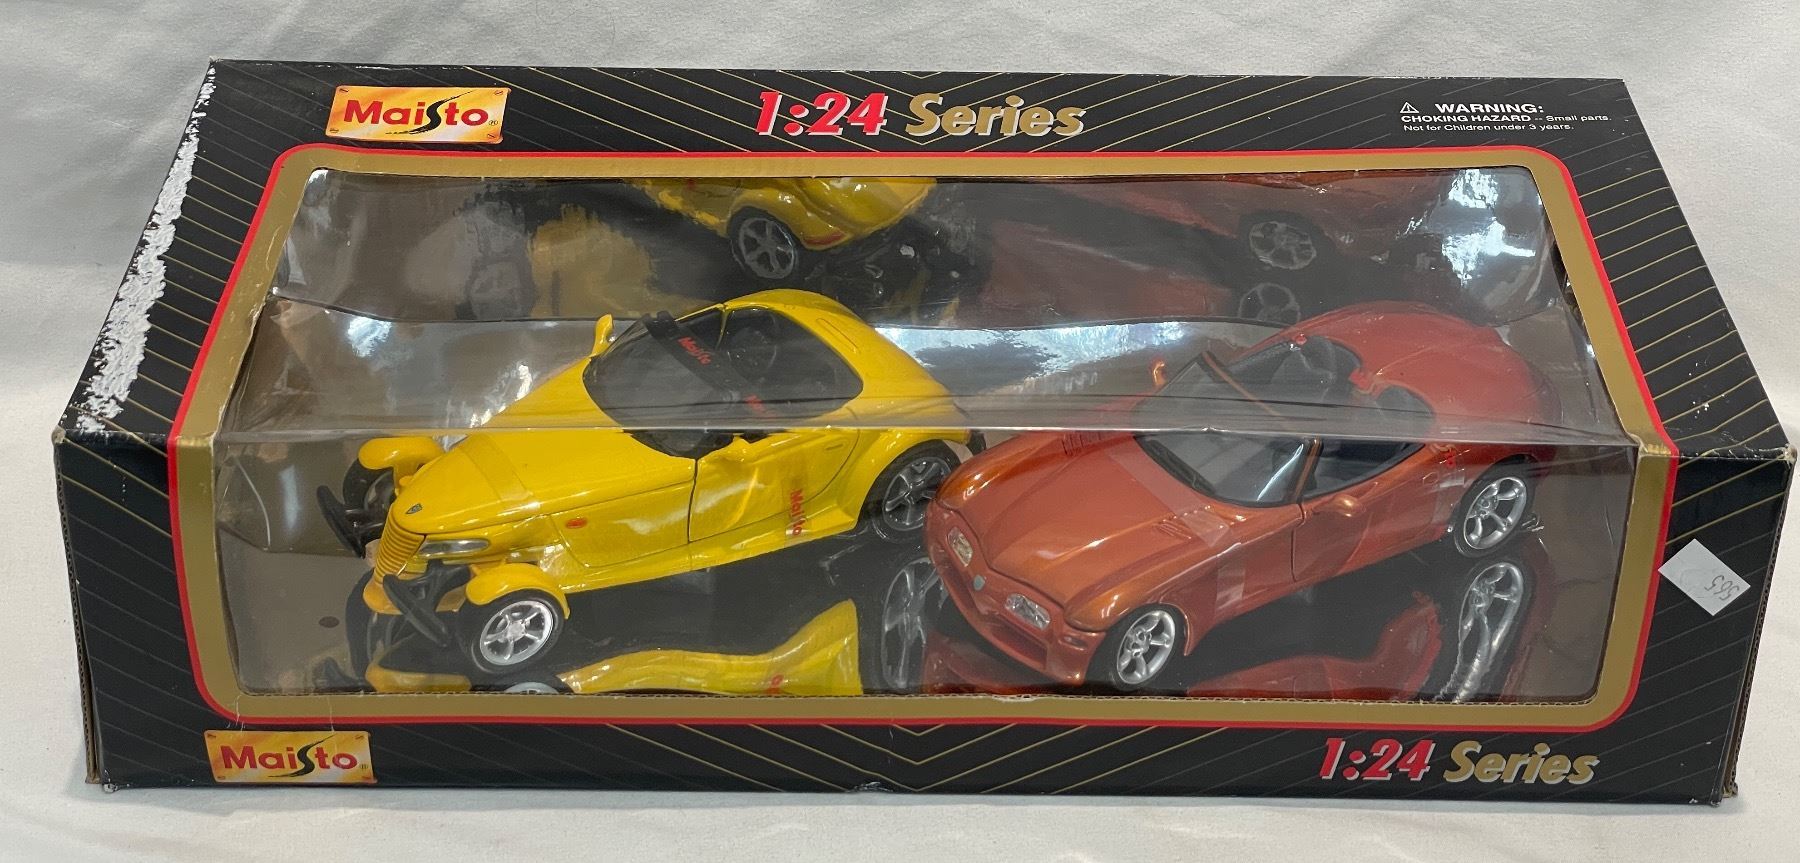 Maisto®
1:24 Series
WARNING:
CHOKING HAZARD -- Small parts.
Not for Children under 3 years.
Maisto
Maisto
565
Maisto®
1:24 Series